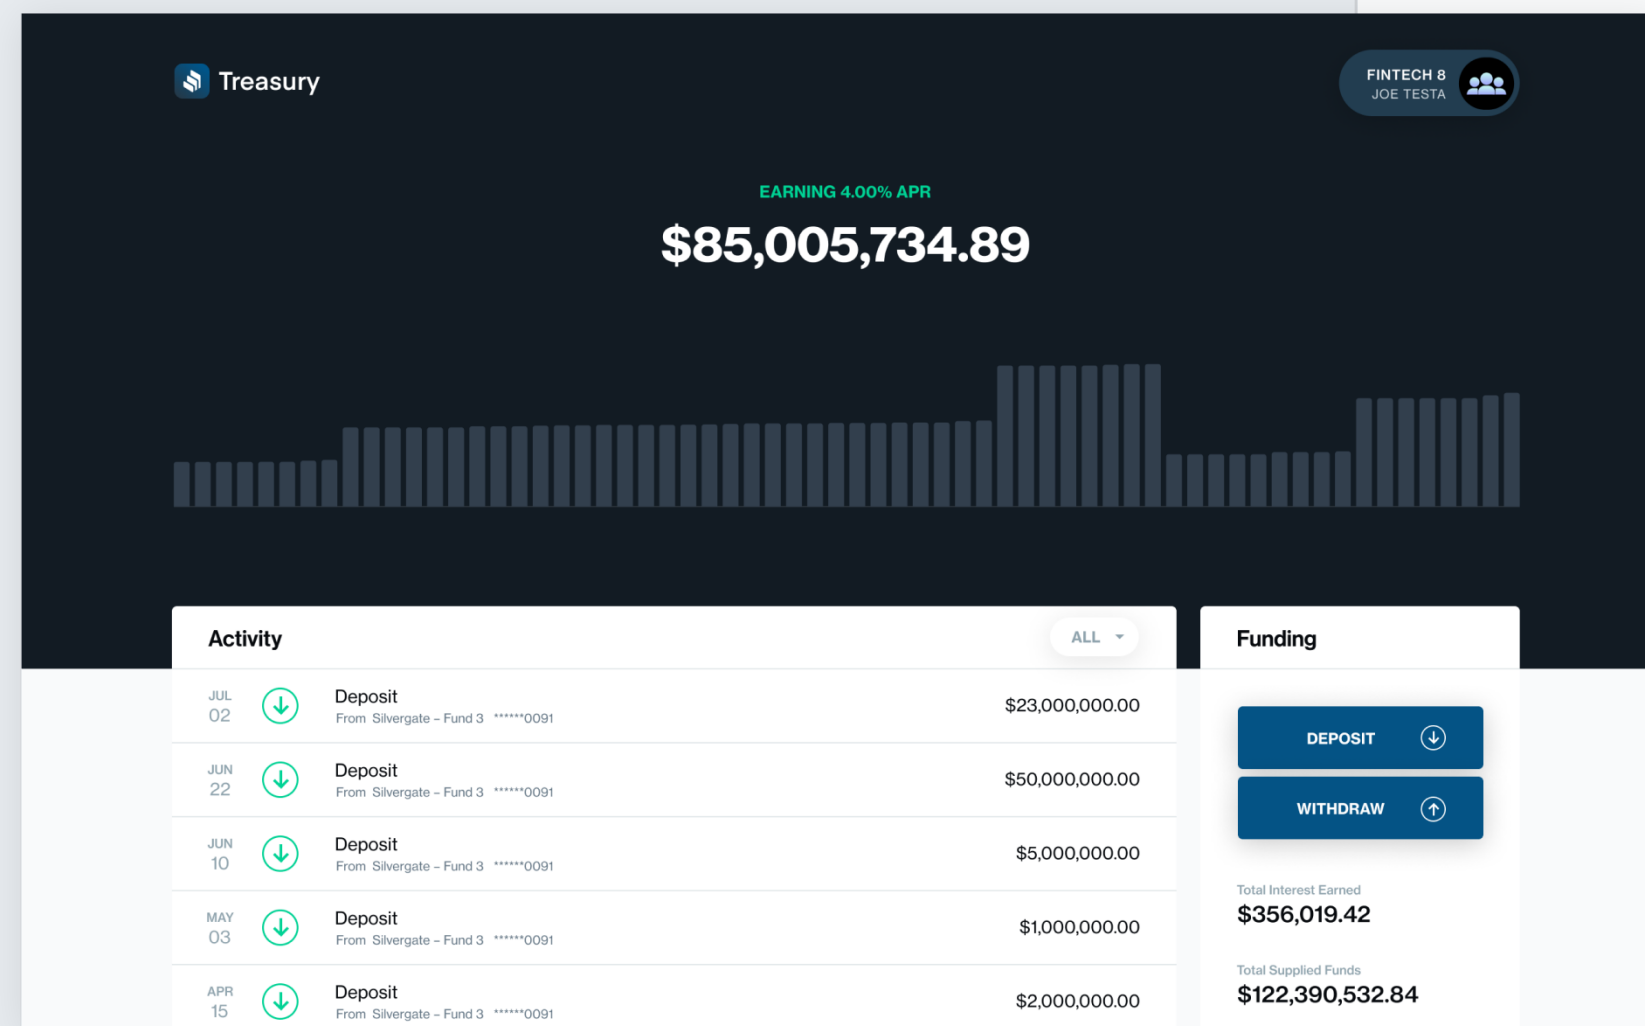 Treasury
FINTECH 8
JOE TESTA
EARNING 4.00% APR
$85,005,734.89
Activity
ALL
JUL
02
Deposit
From Silvergate – Fund 3 ******0091
$23,000,000.00
JUN
22
Deposit
From Silvergate – Fund 3 ******0091
$50,000,000.00
JUN
10
Deposit
From Silvergate – Fund 3 ******0091
$5,000,000.00
MAY
03
Deposit
From Silvergate – Fund 3 ******0091
$1,000,000.00
APR
15
Deposit
From Silvergate – Fund 3 ******0091
$2,000,000.00
Funding
DEPOSIT
WITHDRAW
Total Interest Earned
$356,019.42
Total Supplied Funds
$122,390,532.84